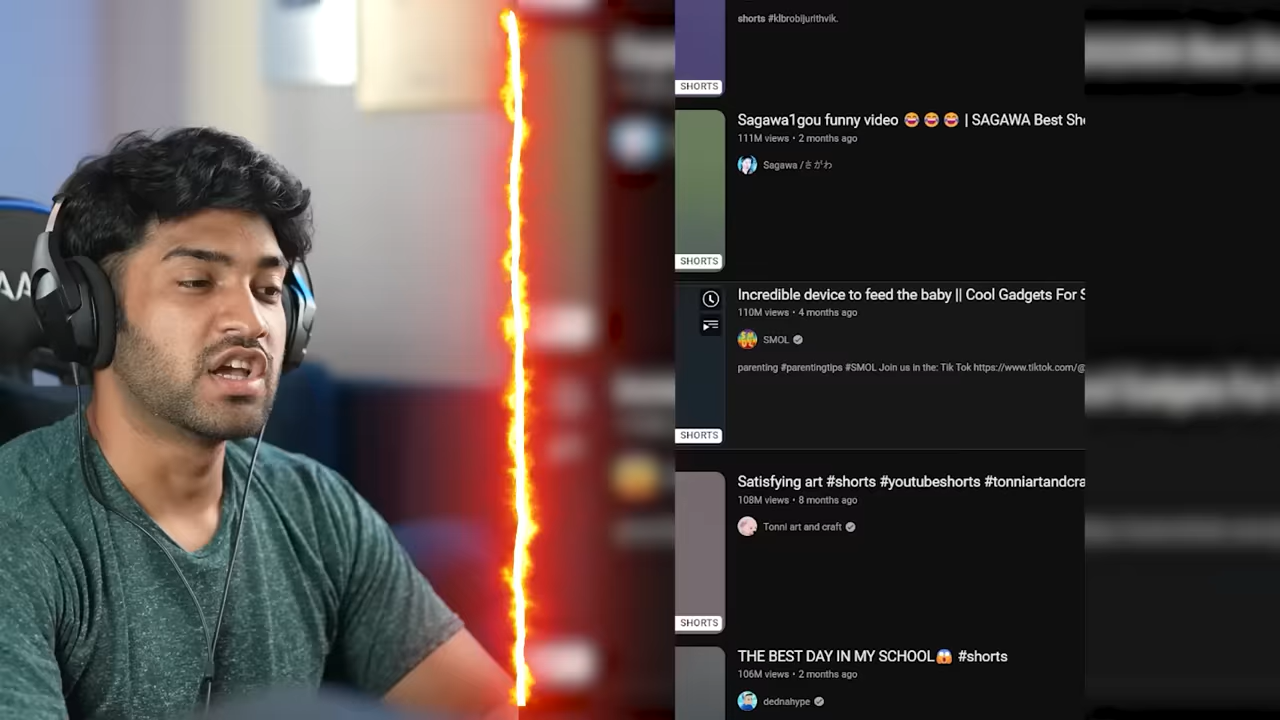 shorts #klbrobijurithvik.
SHORTS
Sagawa1gou funny video 😂 😂 😂 | SAGAWA Best Sho
111M views • 2 months ago
Sagawa /さがわ
SHORTS
Incredible device to feed the baby || Cool Gadgets For S
110M views • 4 months ago
SMOL
parenting #parentingtips #SMOL Join us in the: Tik Tok https://www.tiktok.com/@
SHORTS
Satisfying art #shorts #youtubeshorts #tonniartandcra
108M views • 8 months ago
Tonni art and craft
SHORTS
THE BEST DAY IN MY SCHOOL😱 #shorts
106M views • 2 months ago
dednahype